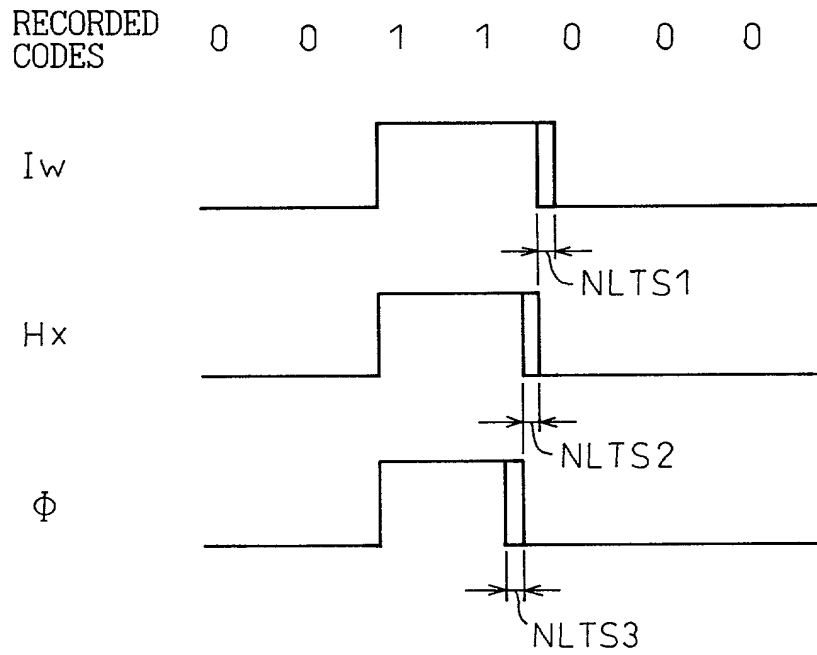 RECORDED CODES 0 0 1 1 0 0 0
Iw
NLTS1
Hx
NLTS2
Φ
NLTS3